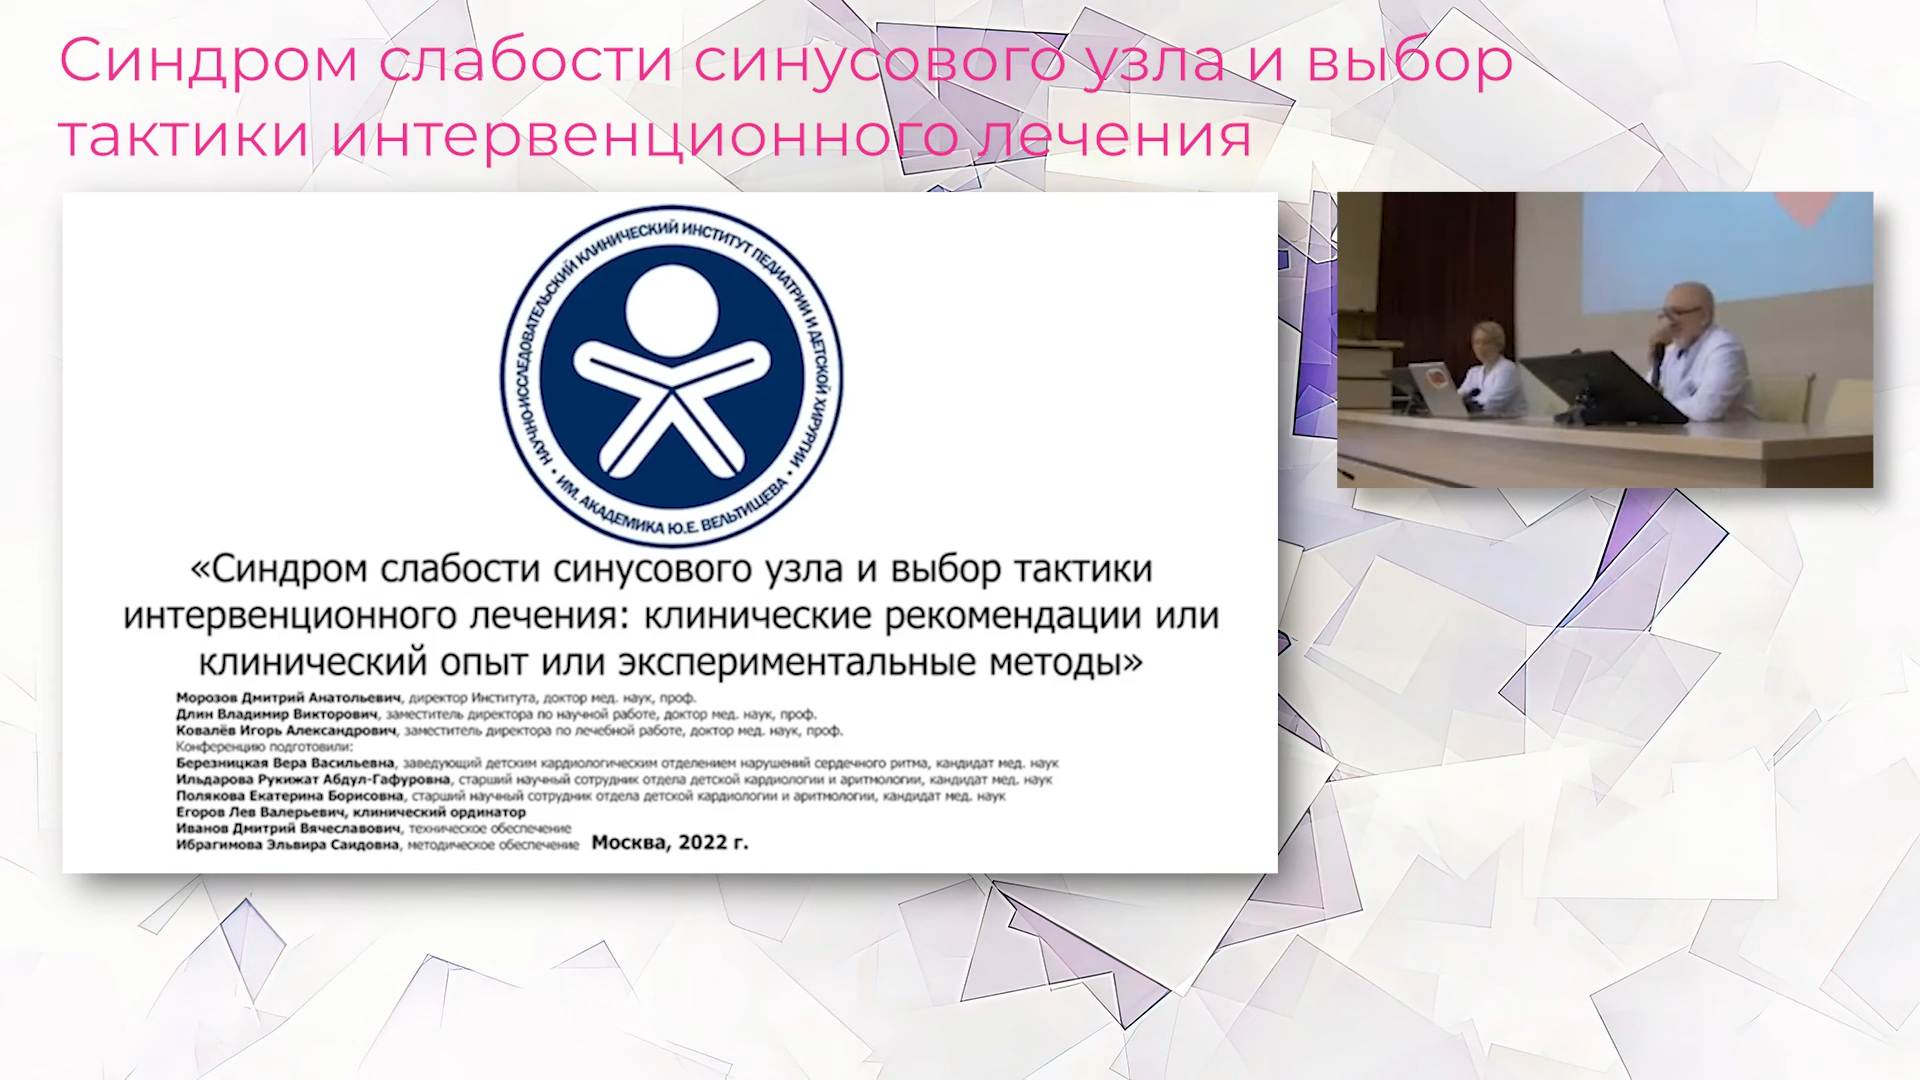 Синдром слабости синусового узла и выбор
тактики интервенционного лечения
НАУЧНО-ИССЛЕДОВАТЕЛЬСКИЙ КЛИНИЧЕСКИЙ ИНСТИТУТ ПЕДИАТРИИ И ДЕТСКОЙ ХИРУРГИИ
• ИМ. АКАДЕМИКА Ю.Е. ВЕЛЬТИЩЕВА •
«Синдром слабости синусового узла и выбор тактики
интервенционного лечения: клинические рекомендации или
клинический опыт или экспериментальные методы»
Морозов Дмитрий Анатольевич, директор Института, доктор мед. наук, проф.
Длин Владимир Викторович, заместитель директора по научной работе, доктор мед. наук, проф.
Ковалёв Игорь Александрович, заместитель директора по лечебной работе, доктор мед. наук, проф.
Конференцию подготовили:
Березницкая Вера Васильевна, заведующий детским кардиологическим отделением нарушений сердечного ритма, кандидат мед. наук
Ильдарова Рукижат Абдул-Гафуровна, старший научный сотрудник отдела детской кардиологии и аритмологии, кандидат мед. наук
Полякова Екатерина Борисовна, старший научный сотрудник отдела детской кардиологии и аритмологии, кандидат мед. наук
Егоров Лев Валерьевич, клинический ординатор
Иванов Дмитрий Вячеславович, техническое обеспечение
Ибрагимова Эльвира Саидовна, методическое обеспечение Москва, 2022 г.